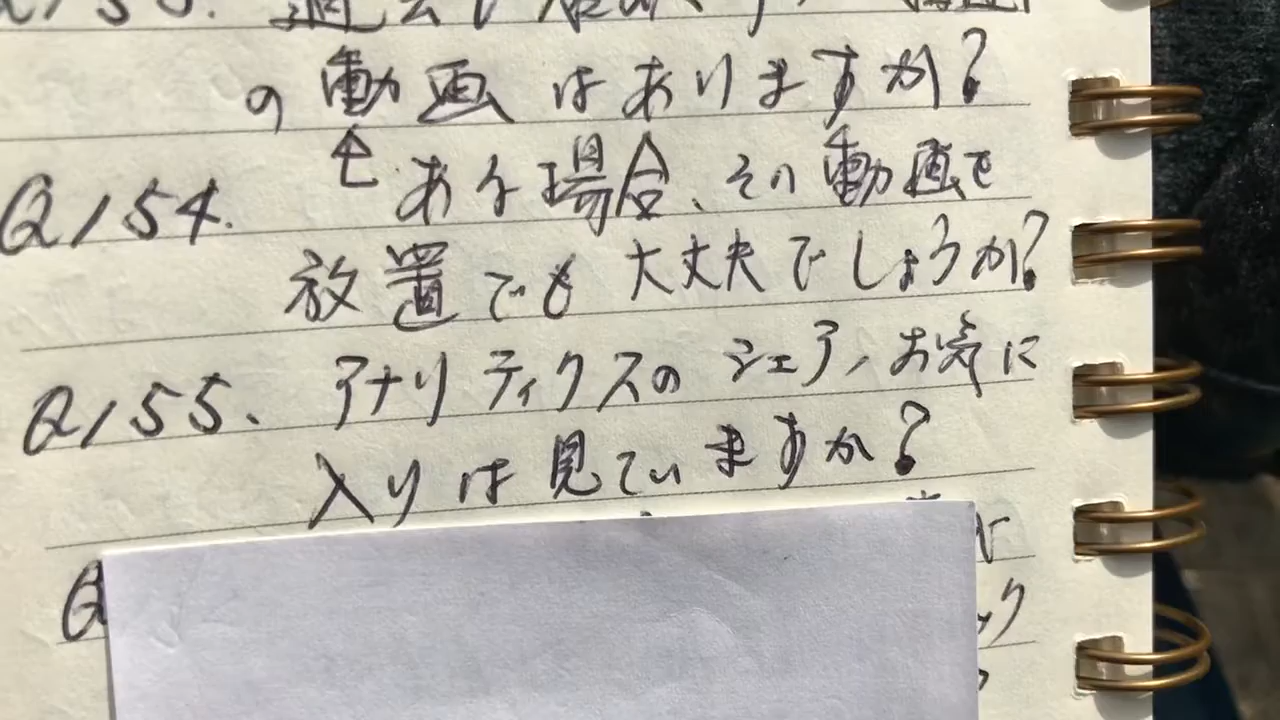 の動画はありますか?
Q154. ↑ ある場合、その動画を
放置でも大丈夫でしょうか?
Q155. アナリティクスのシェア、お気に
入りは見ていますか?
Q
ク